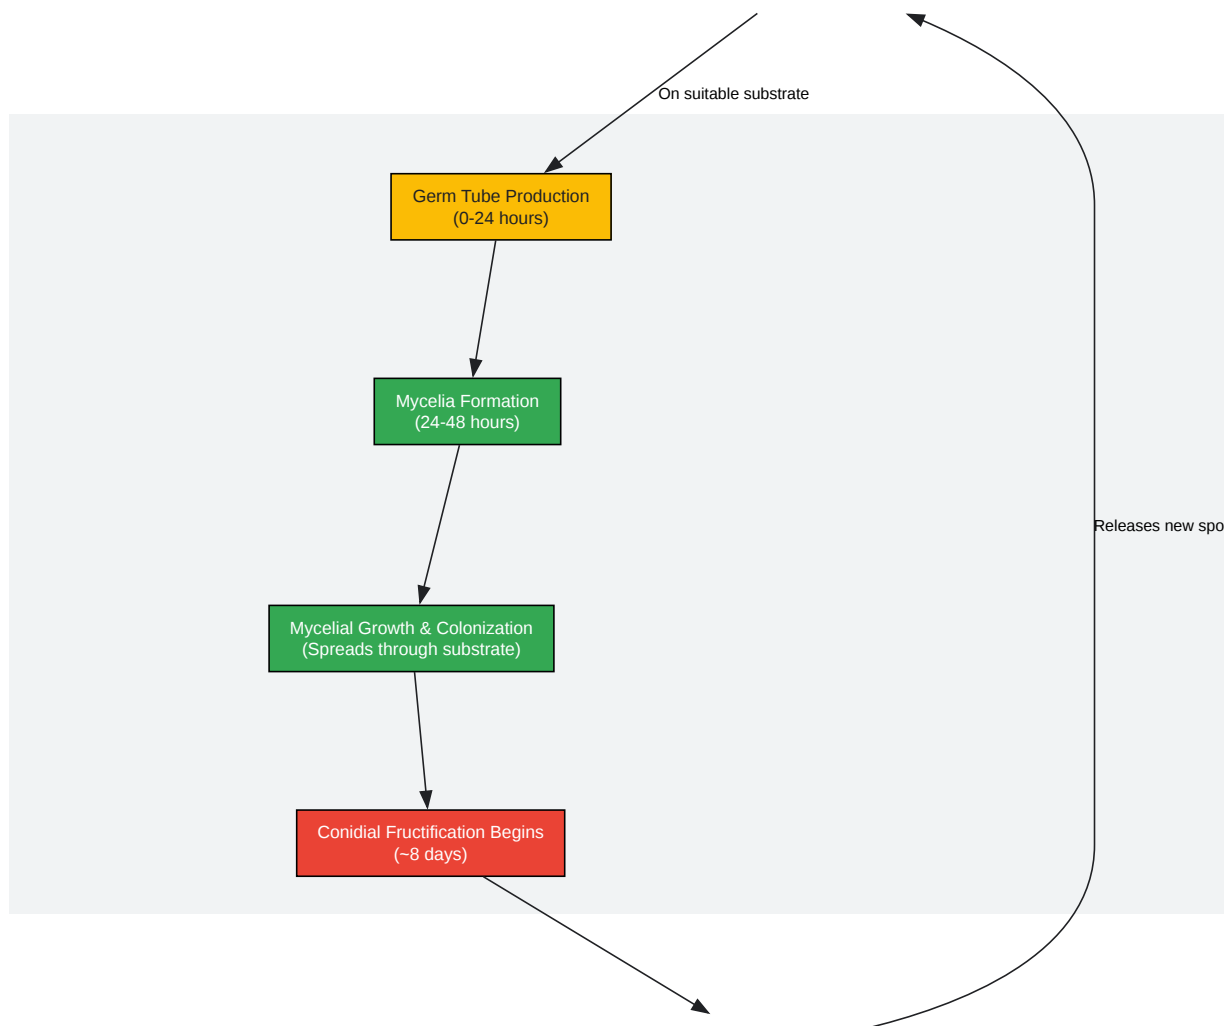 On suitable substrate
Germ Tube Production
(0-24 hours)
Mycelia Formation
(24-48 hours)
Releases new spo
Mycelial Growth & Colonization
(Spreads through substrate)
Conidial Fructification Begins
(~8 days)